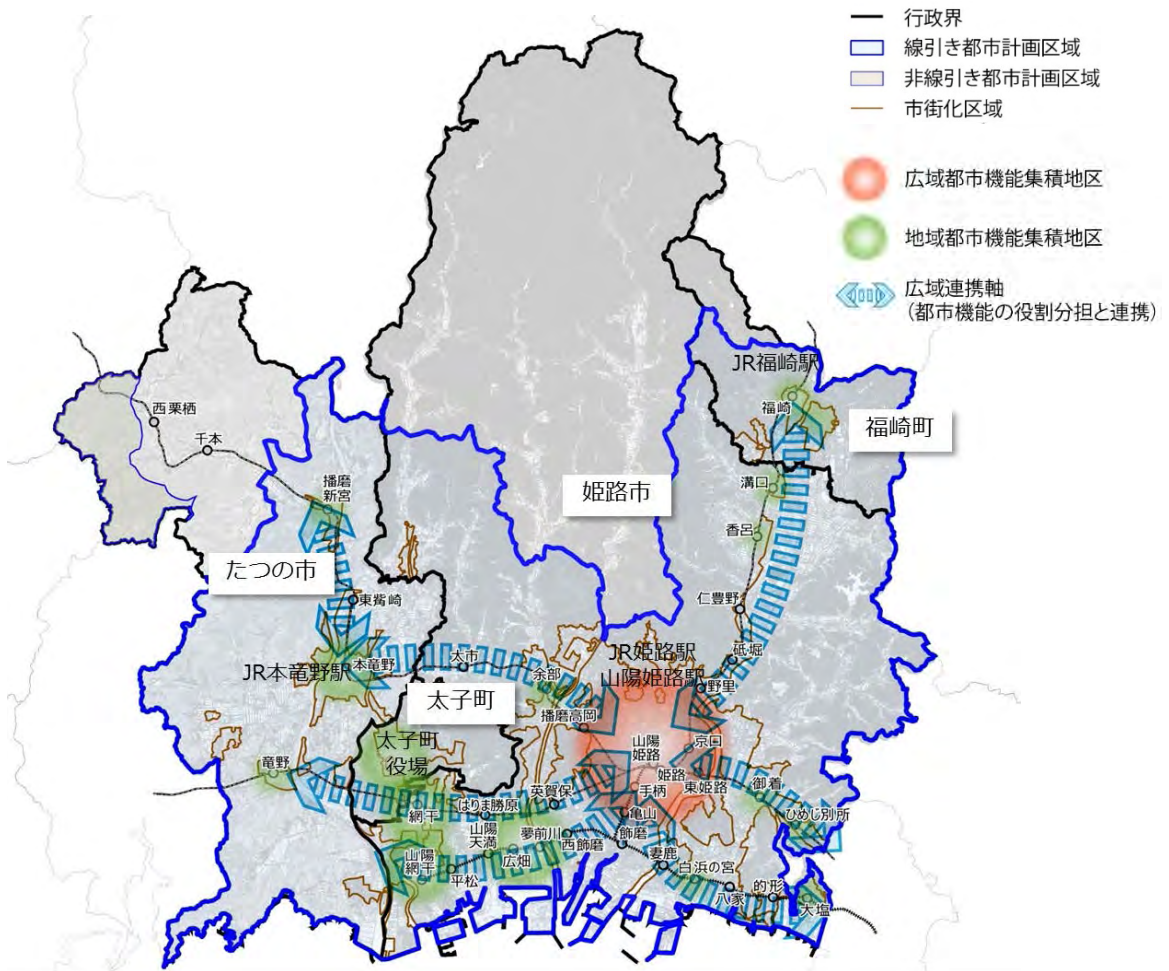 行政界
線引き都市計画区域
非線引き都市計画区域
市街化区域
広域都市機能集積地区
地域都市機能集積地区
広域連携軸
(都市機能の役割分担と連携)
JR福崎駅
福崎
福崎町
西栗栖
千本
溝口
姫路市
播磨
新宮
香呂
たつの市
東觜崎
仁豊野
砥堀
JR姫路駅
山陽姫路駅
JR本竜野駅
本竜野
太市
余部
野里
太子町
播磨高岡
太子町
役場
山陽
姫路
京口
竜野
姫路
東姫路
手柄
御着
英賀保
はりま勝原
網干
ひめじ別所
亀山
山陽
天満
夢前川
西飾磨
飾磨
広畑
山陽
網干
平松
妻鹿
白浜の宮
八家
的形
大塩